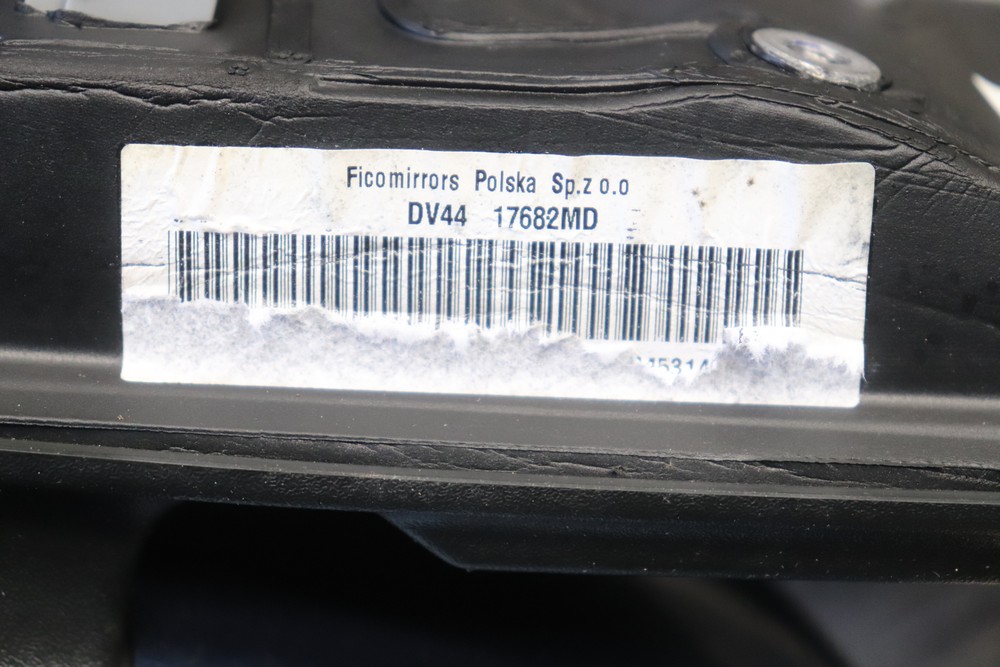 Ficomirrors Polska Sp.z o.o
DV44 17682MD